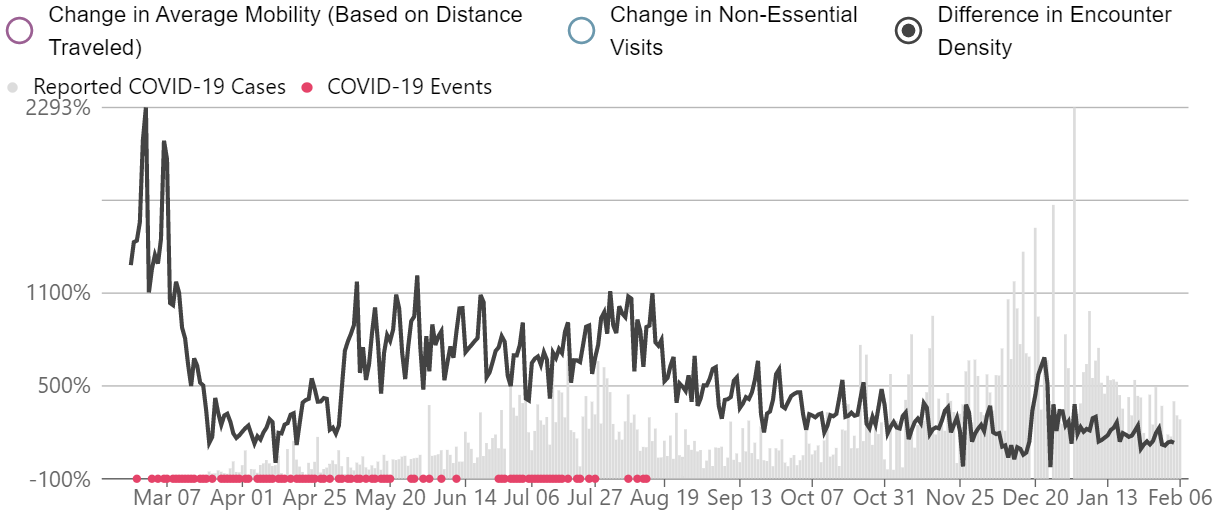 Change in Average Mobility (Based on Distance
Traveled)
Change in Non-Essential
Visits
Difference in Encounter
Density
Reported COVID-19 Cases
COVID-19 Events
2293%
1100%
500%
-100%
Mar 07 Apr 01 Apr 25 May 20 Jun 14 Jul 06 Jul 27 Aug 19 Sep 13 Oct 07 Oct 31 Nov 25 Dec 20 Jan 13 Feb 06